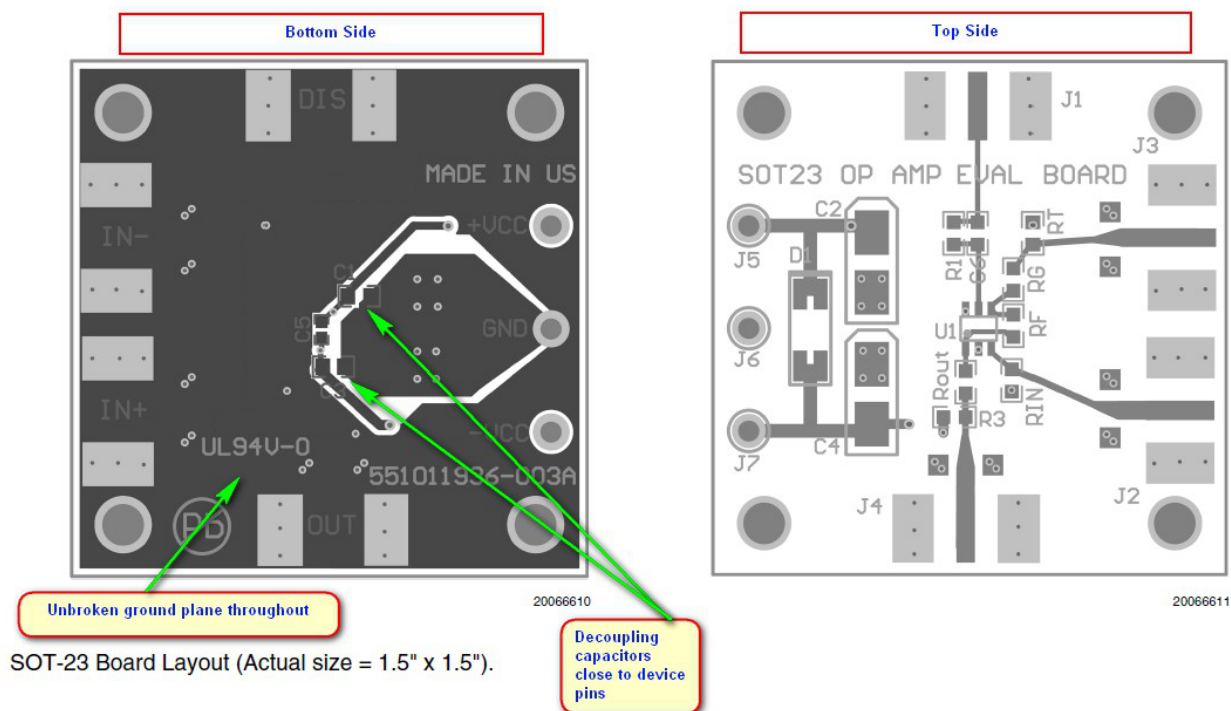 Bottom Side
DIS
MADE IN US
IN-
+VCC
C1
C5
GND
C3
IN+
-VCC
UL94V-0
551011936-003A
PB
OUT
20066610
Unbroken ground plane throughout
Decoupling
capacitors
close to device
pins
SOT-23 Board Layout (Actual size = 1.5" x 1.5").
Top Side
J1
J3
SOT23 OP AMP EVAL BOARD
C2
RT
J5
D1
R1
C6
RG
U1
RF
J6
Rout
RIN
R3
J7
C4
J4
J2
20066611